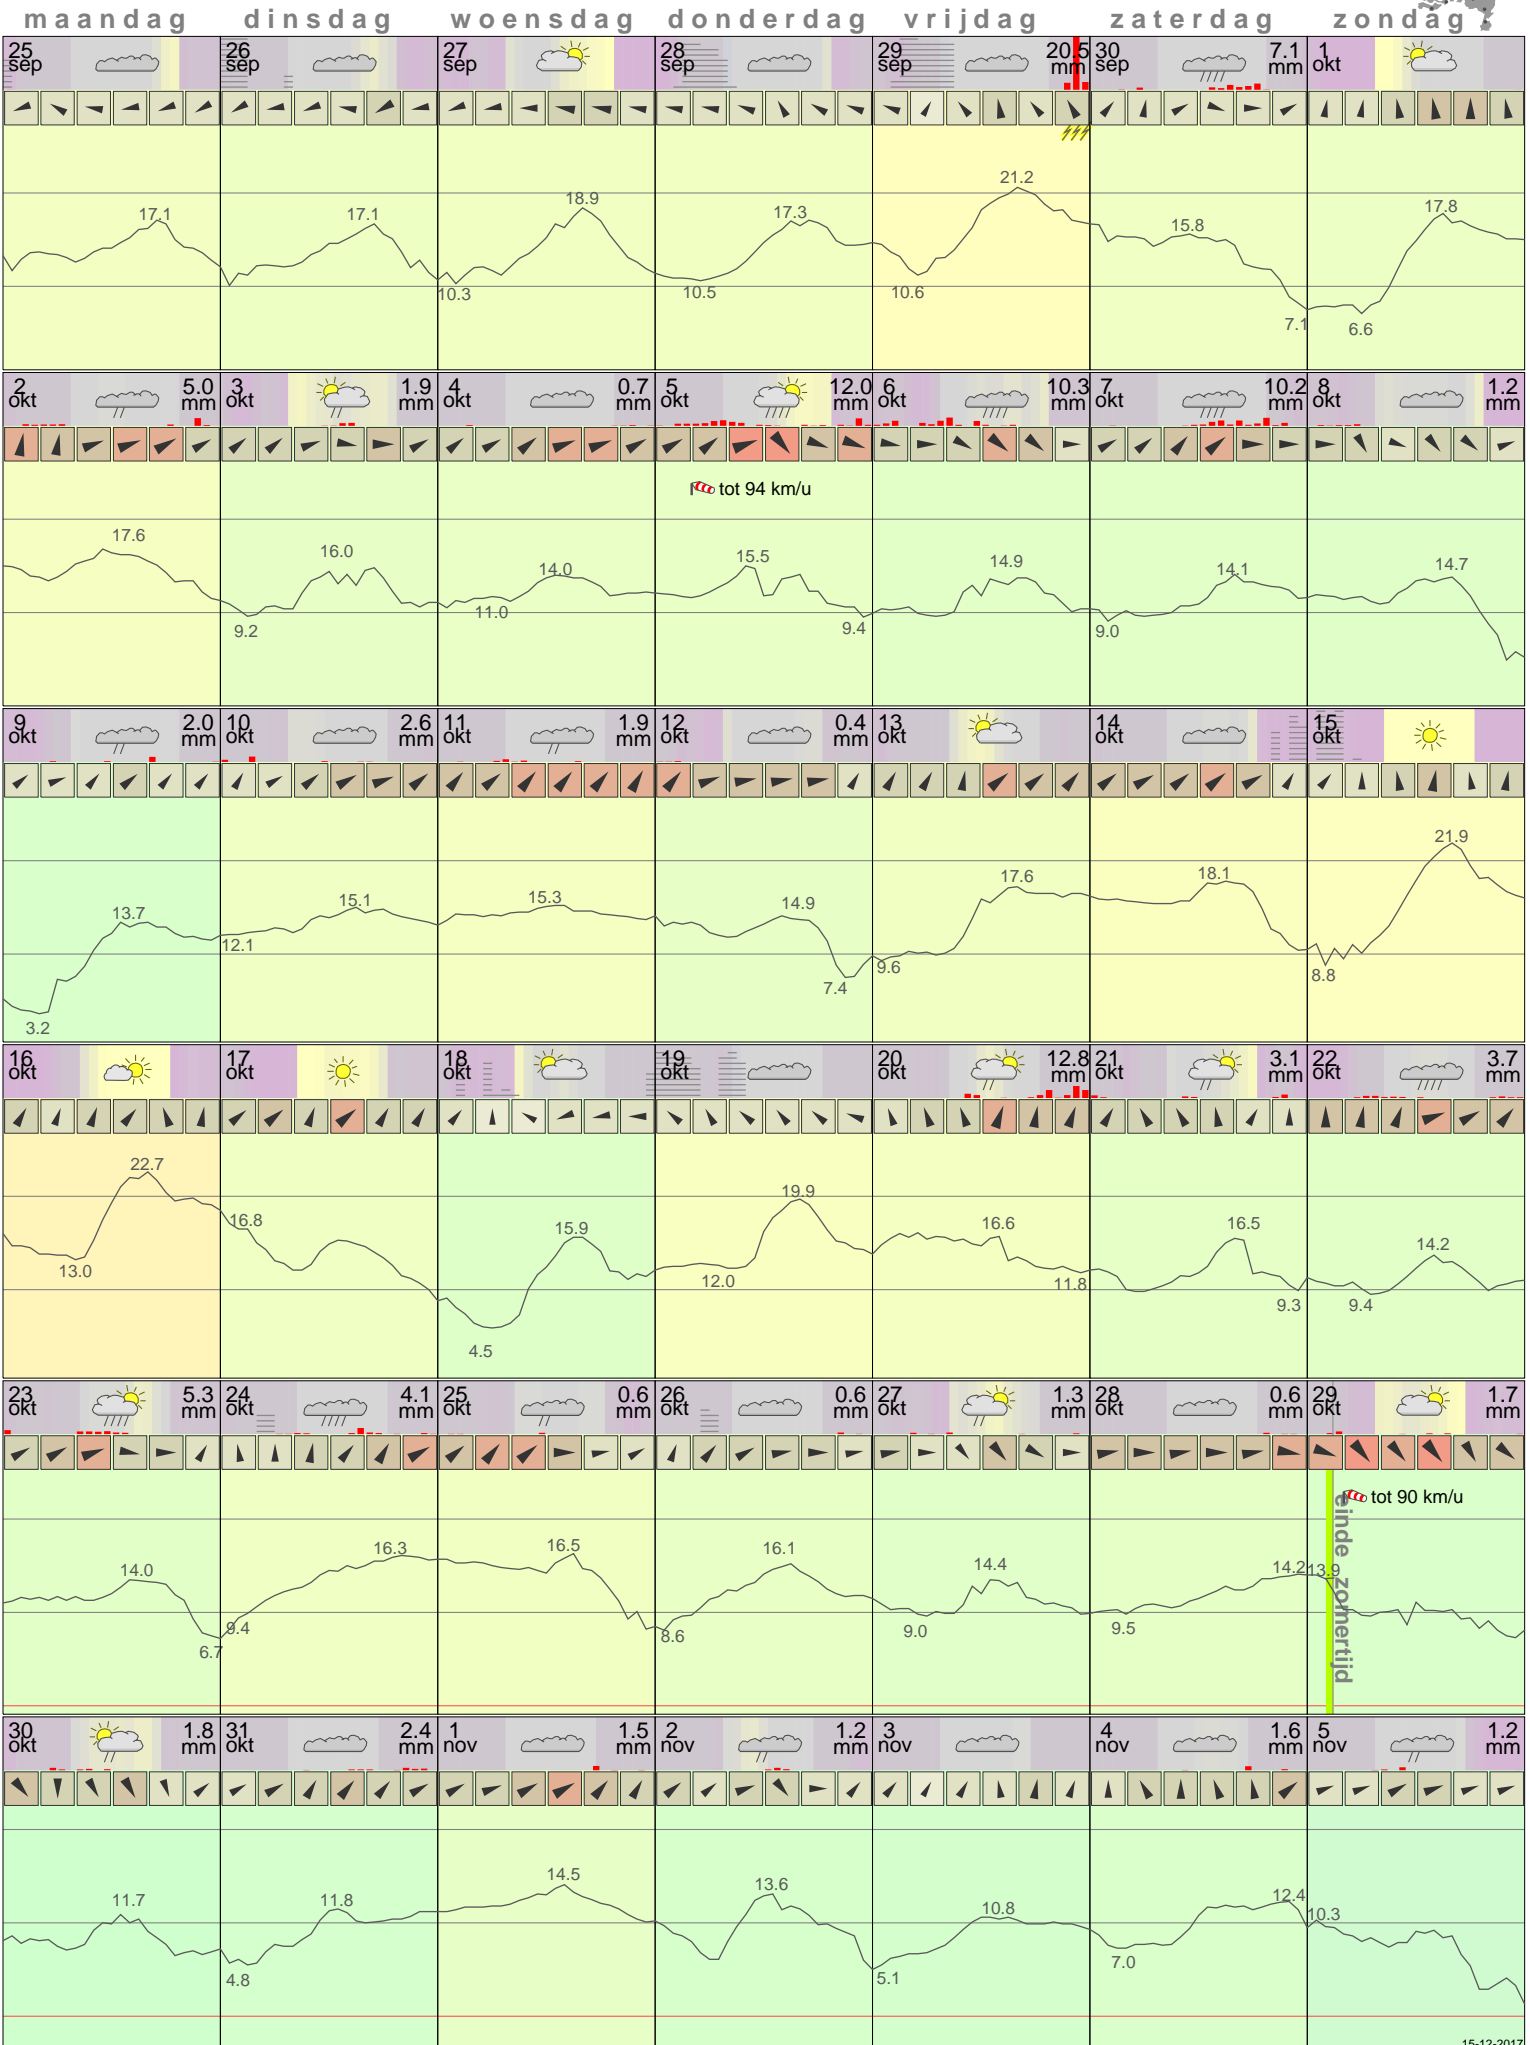 maandag dinsdag woensdag donderdag vrijdag zaterdag zondag
25 26 27 28 29 20.5 30 7.1 1
sep sep sep sep sep mm sep mm okt
17.1 17.1 18.9 17.3 21.2 15.8 17.8
10.3 10.5 10.6 7.1 6.6
2 5.0 3 1.9 4 0.7 5 12.0 6 10.3 7 10.2 8 1.2
okt mm okt mm okt mm okt mm okt mm okt mm okt mm
tot 94 km/u
17.6 16.0 14.0 15.5 14.9 14.1 14.7
9.2 11.0 9.4 9.0
9 2.0 10 2.6 11 1.9 12 0.4 13 14 15
okt mm okt mm okt mm okt mm okt okt okt
13.7 15.1 15.3 14.9 17.6 18.1 21.9
3.2 12.1 7.4 9.6 8.8
16 17 18 19 20 12.8 21 3.1 22 3.7
okt okt okt okt okt mm okt mm okt mm
22.7 16.8 15.9 19.9 16.6 16.5 14.2
13.0 4.5 12.0 11.8 9.3 9.4
23 5.3 24 4.1 25 0.6 26 0.6 27 1.3 28 0.6 29 1.7
okt mm okt mm okt mm okt mm okt mm okt mm okt mm
tot 90 km/u
einde zomertijd
14.0 16.3 16.5 16.1 14.4 14.2 13.9
6.7 9.4 8.6 9.0 9.5
30 1.8 31 2.4 1 1.5 2 1.2 3 4 1.6 5 1.2
okt mm okt mm nov mm nov mm nov nov mm nov mm
11.7 11.8 14.5 13.6 10.8 12.4 10.3
4.8 5.1 7.0
15-12-2017